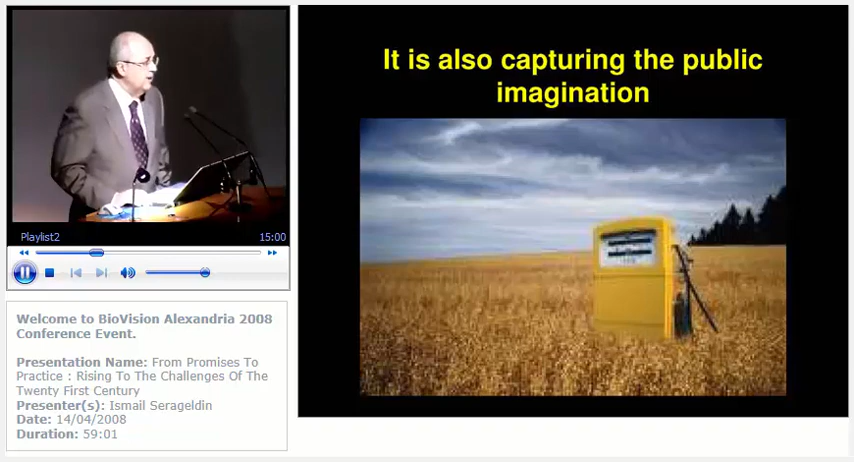 It is also capturing the public
imagination
Playlist2
15:00
Welcome to BioVision Alexandria 2008
Conference Event.
Presentation Name: From Promises To
Practice : Rising To The Challenges Of The
Twenty First Century
Presenter(s): Ismail Serageldin
Date: 14/04/2008
Duration: 59:01